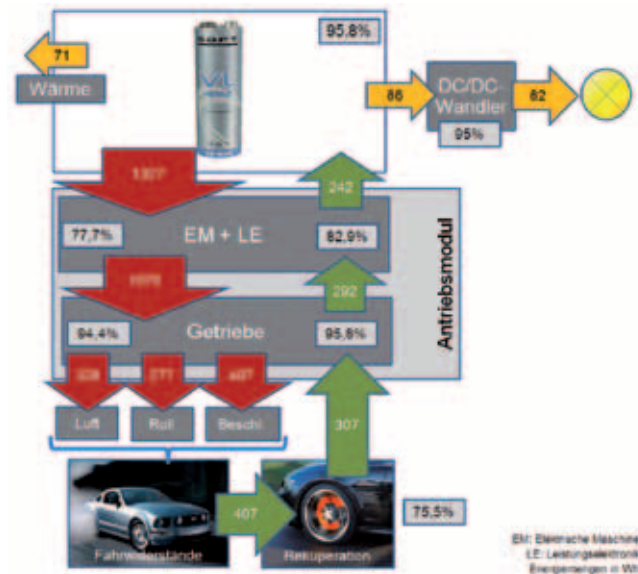 95,8%
71
Wärme
86
DC/DC-
Wandler
82
95%
242
77,7%
EM + LE
82,9%
292
94,4%
Getriebe
95,8%
Antriebsmodul
Luft
Roll
Beschl.
307
407
75,5%
Fahrwiderstände
Rekuperation
EM: Elektrische Maschine
LE: Leistungselektronik
Energiemengen in Wh